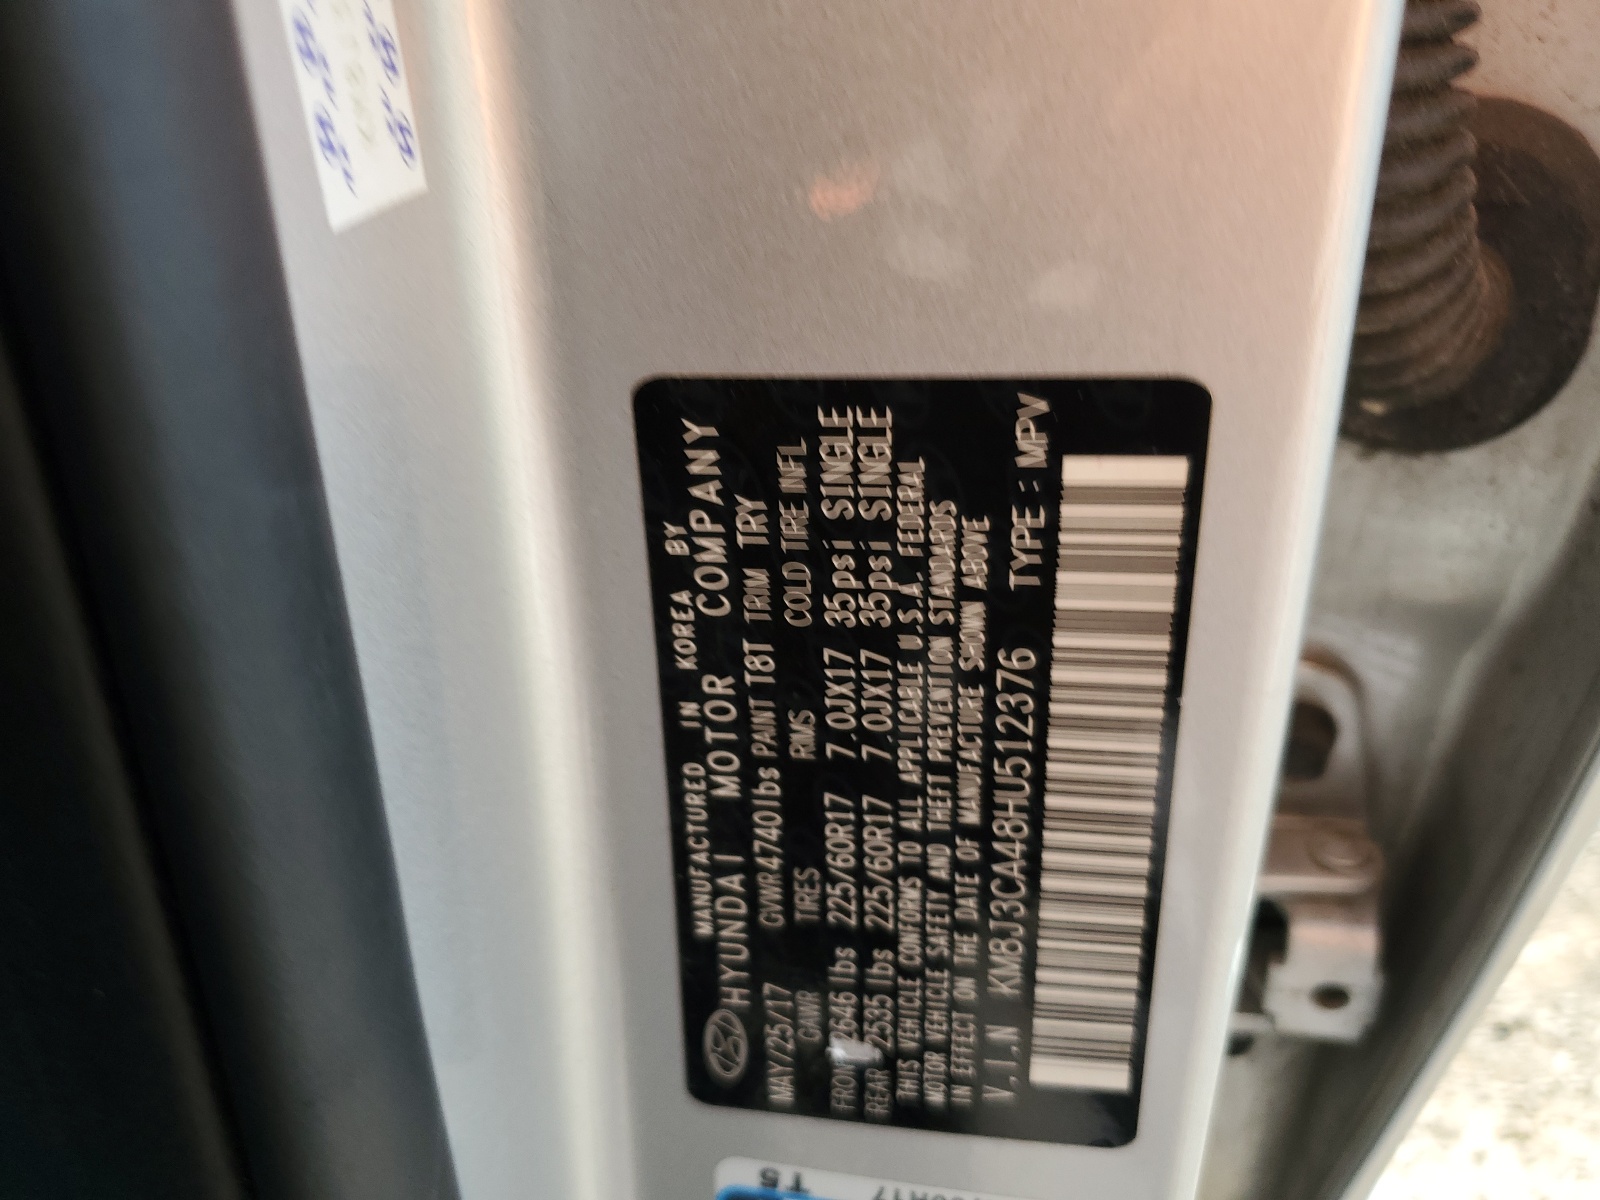 MANUFACTURED IN KOREA BY
HYUNDAI MOTOR COMPANY
MAY/25/17 GVWR 4740lbs PAINT T8T TRIM TRY
GAWR TIRES RMS COLD TIRE INFL
FRONT 2646 lbs 225/60R17 7.0JX17 35psi SINGLE
REAR 2535 lbs 225/60R17 7.0JX17 35psi SINGLE
THIS VEHICLE CONFORMS TO ALL APPLICABLE U.S.A. FEDERAL
MOTOR VEHICLE SAFETY AND THEFT PREVENTION STANDARDS
IN EFFECT ON THE DATE OF MANUFACTURE SHOWN ABOVE
V.I.N KM8J3CA48HU512376 TYPE : MPV